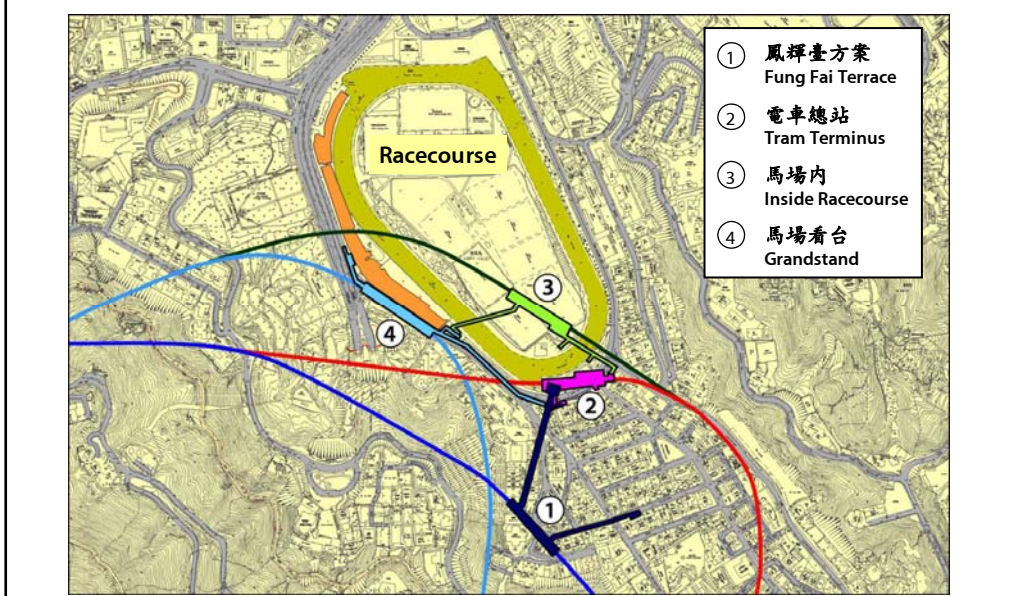 Racecourse
① 鳳輝臺方案
Fung Fai Terrace
② 電車總站
Tram Terminus
③ 馬場內
Inside Racecourse
④ 馬場看台
Grandstand
③
④
②
①